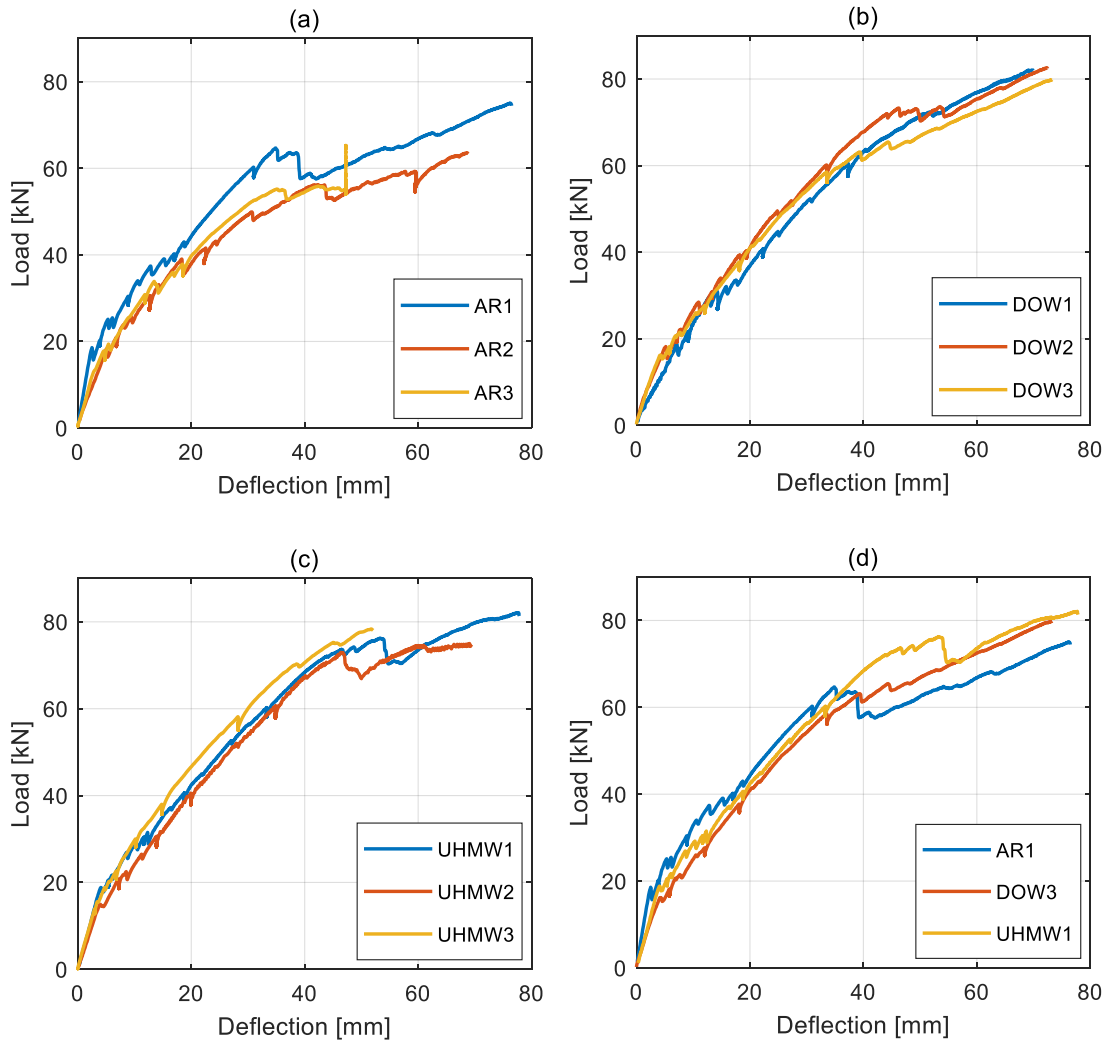 (a)
80
60
40
20
0
Load [kN]
0 20 40 60 80
Deflection [mm]
AR1
AR2
AR3
(b)
80
60
40
20
0
Load [kN]
0 20 40 60 80
Deflection [mm]
DOW1
DOW2
DOW3
(c)
80
60
40
20
0
Load [kN]
0 20 40 60 80
Deflection [mm]
UHMW1
UHMW2
UHMW3
(d)
80
60
40
20
0
Load [kN]
0 20 40 60 80
Deflection [mm]
AR1
DOW3
UHMW1